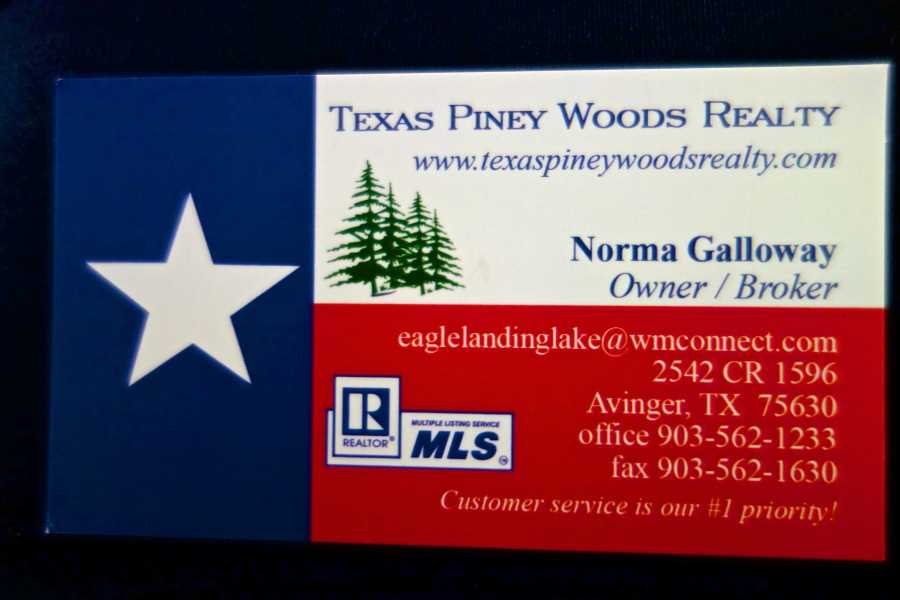 TEXAS PINEY WOODS REALTY
www.texaspineywoodsrealty.com
Norma Galloway
Owner / Broker
eaglelandinglake@wmconnect.com
2542 CR 1596
Avinger, TX 75630
office 903-562-1233
fax 903-562-1630
Customer service is our #1 priority!
R
REALTOR®
MULTIPLE LISTING SERVICE
MLS